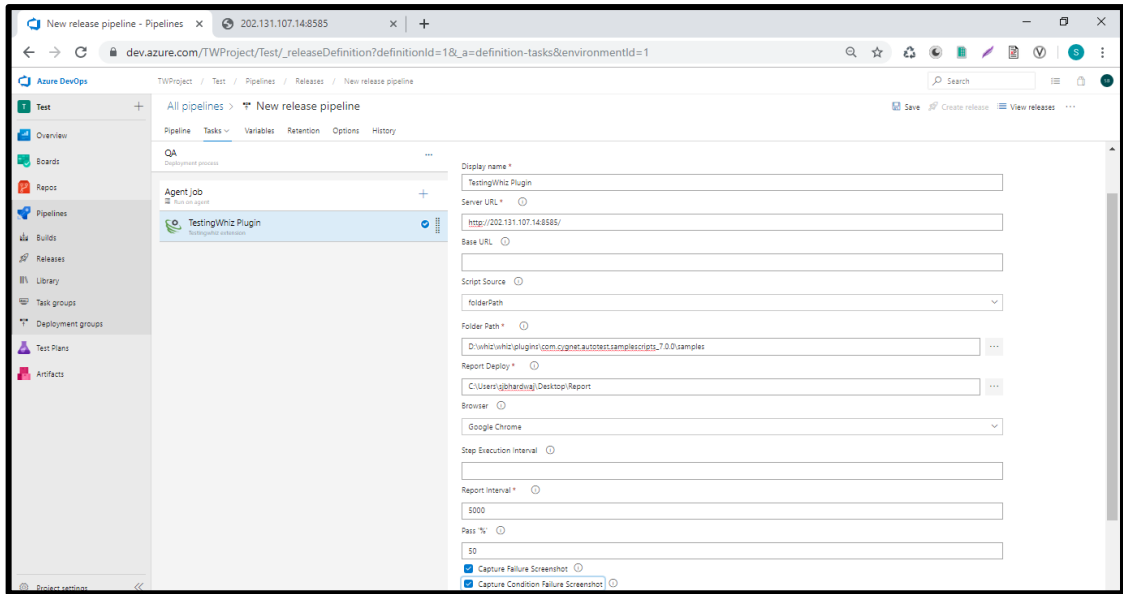 New release pipeline - Pipelines
202.131.107.14:8585
dev.azure.com/TWProject/Test/_releaseDefinition?definitionId=1&_a=definition-tasks&environmentId=1
S
Azure DevOps
TWProject / Test / Pipelines / Releases / New release pipeline
Search
T Test
All pipelines > New release pipeline
Save Create release View releases
Overview
Pipeline Tasks Variables Retention Options History
Boards
QA
Deployment process
Display name *
TestingWhiz Plugin
Repos
Agent job
Run on agent
Server URL *
http://202.131.107.14:8585/
Pipelines
TestingWhiz Plugin
Testingwhiz extension
Base URL
Builds
Releases
Script Source
folderPath
Library
Task groups
Folder Path *
D:\whiz\whiz\plugins\com.cygnet.autotest.samplescripts_7.0.0\samples
Deployment groups
Test Plans
Report Deploy *
C:\Users\sjbhardwaj\Desktop\Report
Artifacts
Browser
Google Chrome
Step Execution Interval
Report Interval *
5000
Pass '%'
50
Capture Failure Screenshot
Capture Condition Failure Screenshot
Project settings